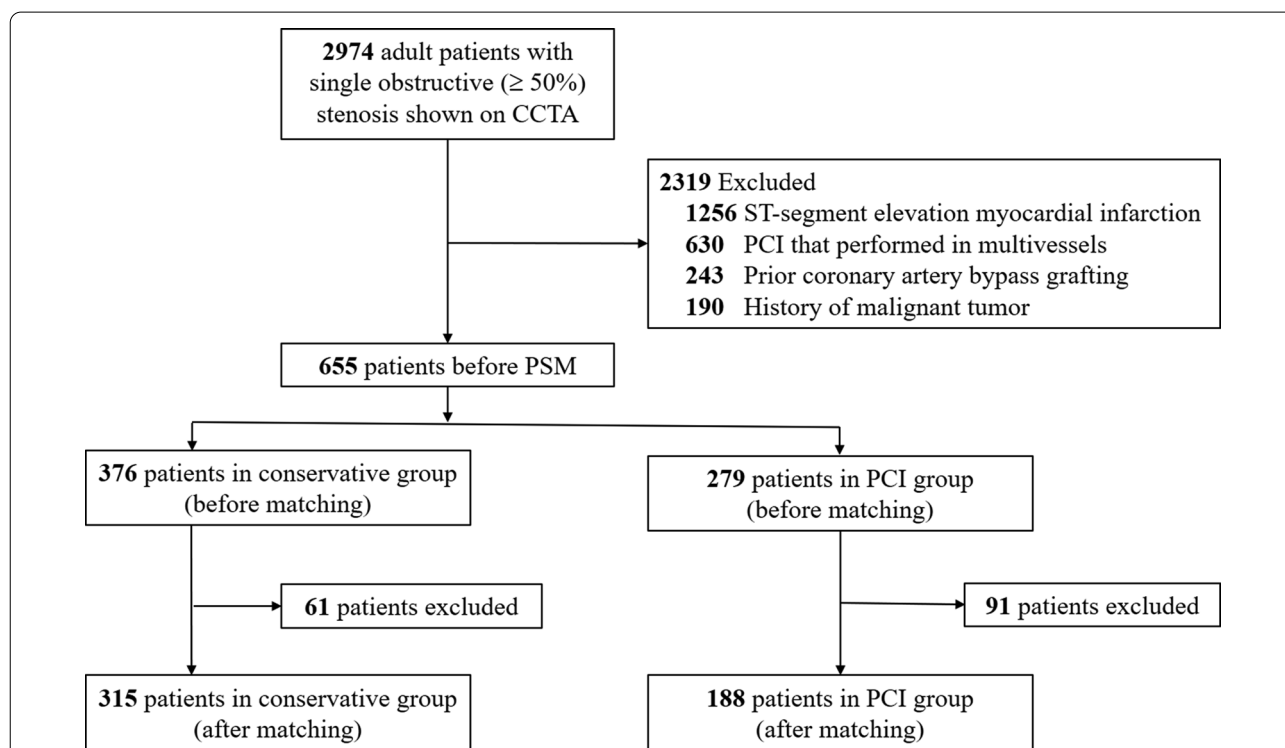 2974 adult patients with
single obstructive (≥ 50%)
stenosis shown on CCTA
2319 Excluded
1256 ST-segment elevation myocardial infarction
630 PCI that performed in multivessels
243 Prior coronary artery bypass grafting
190 History of malignant tumor
655 patients before PSM
376 patients in conservative group
(before matching)
279 patients in PCI group
(before matching)
61 patients excluded
91 patients excluded
315 patients in conservative group
(after matching)
188 patients in PCI group
(after matching)